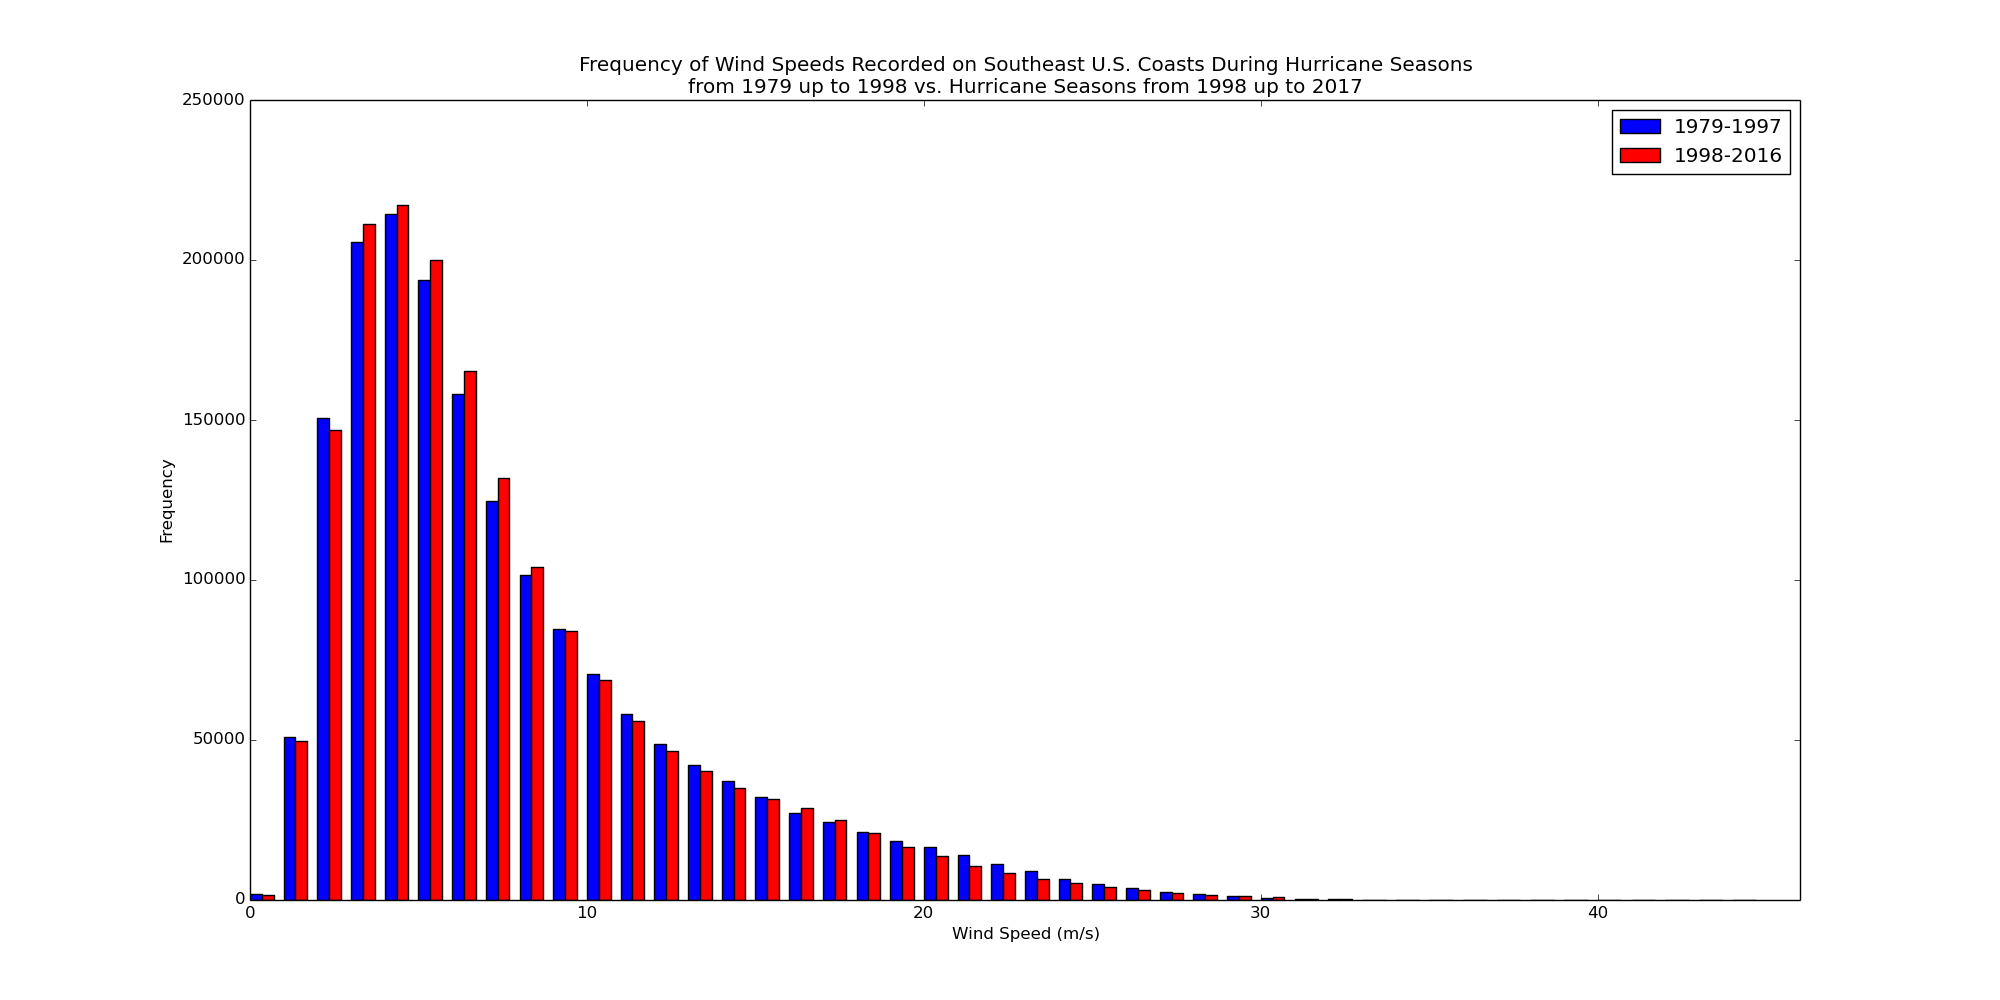 Frequency of Wind Speeds Recorded on Southeast U.S. Coasts During Hurricane Seasons
from 1979 up to 1998 vs. Hurricane Seasons from 1998 up to 2017
250000
200000
150000
100000
50000
0
Frequency
1979-1997
1998-2016
0 10 20 30 40
Wind Speed (m/s)